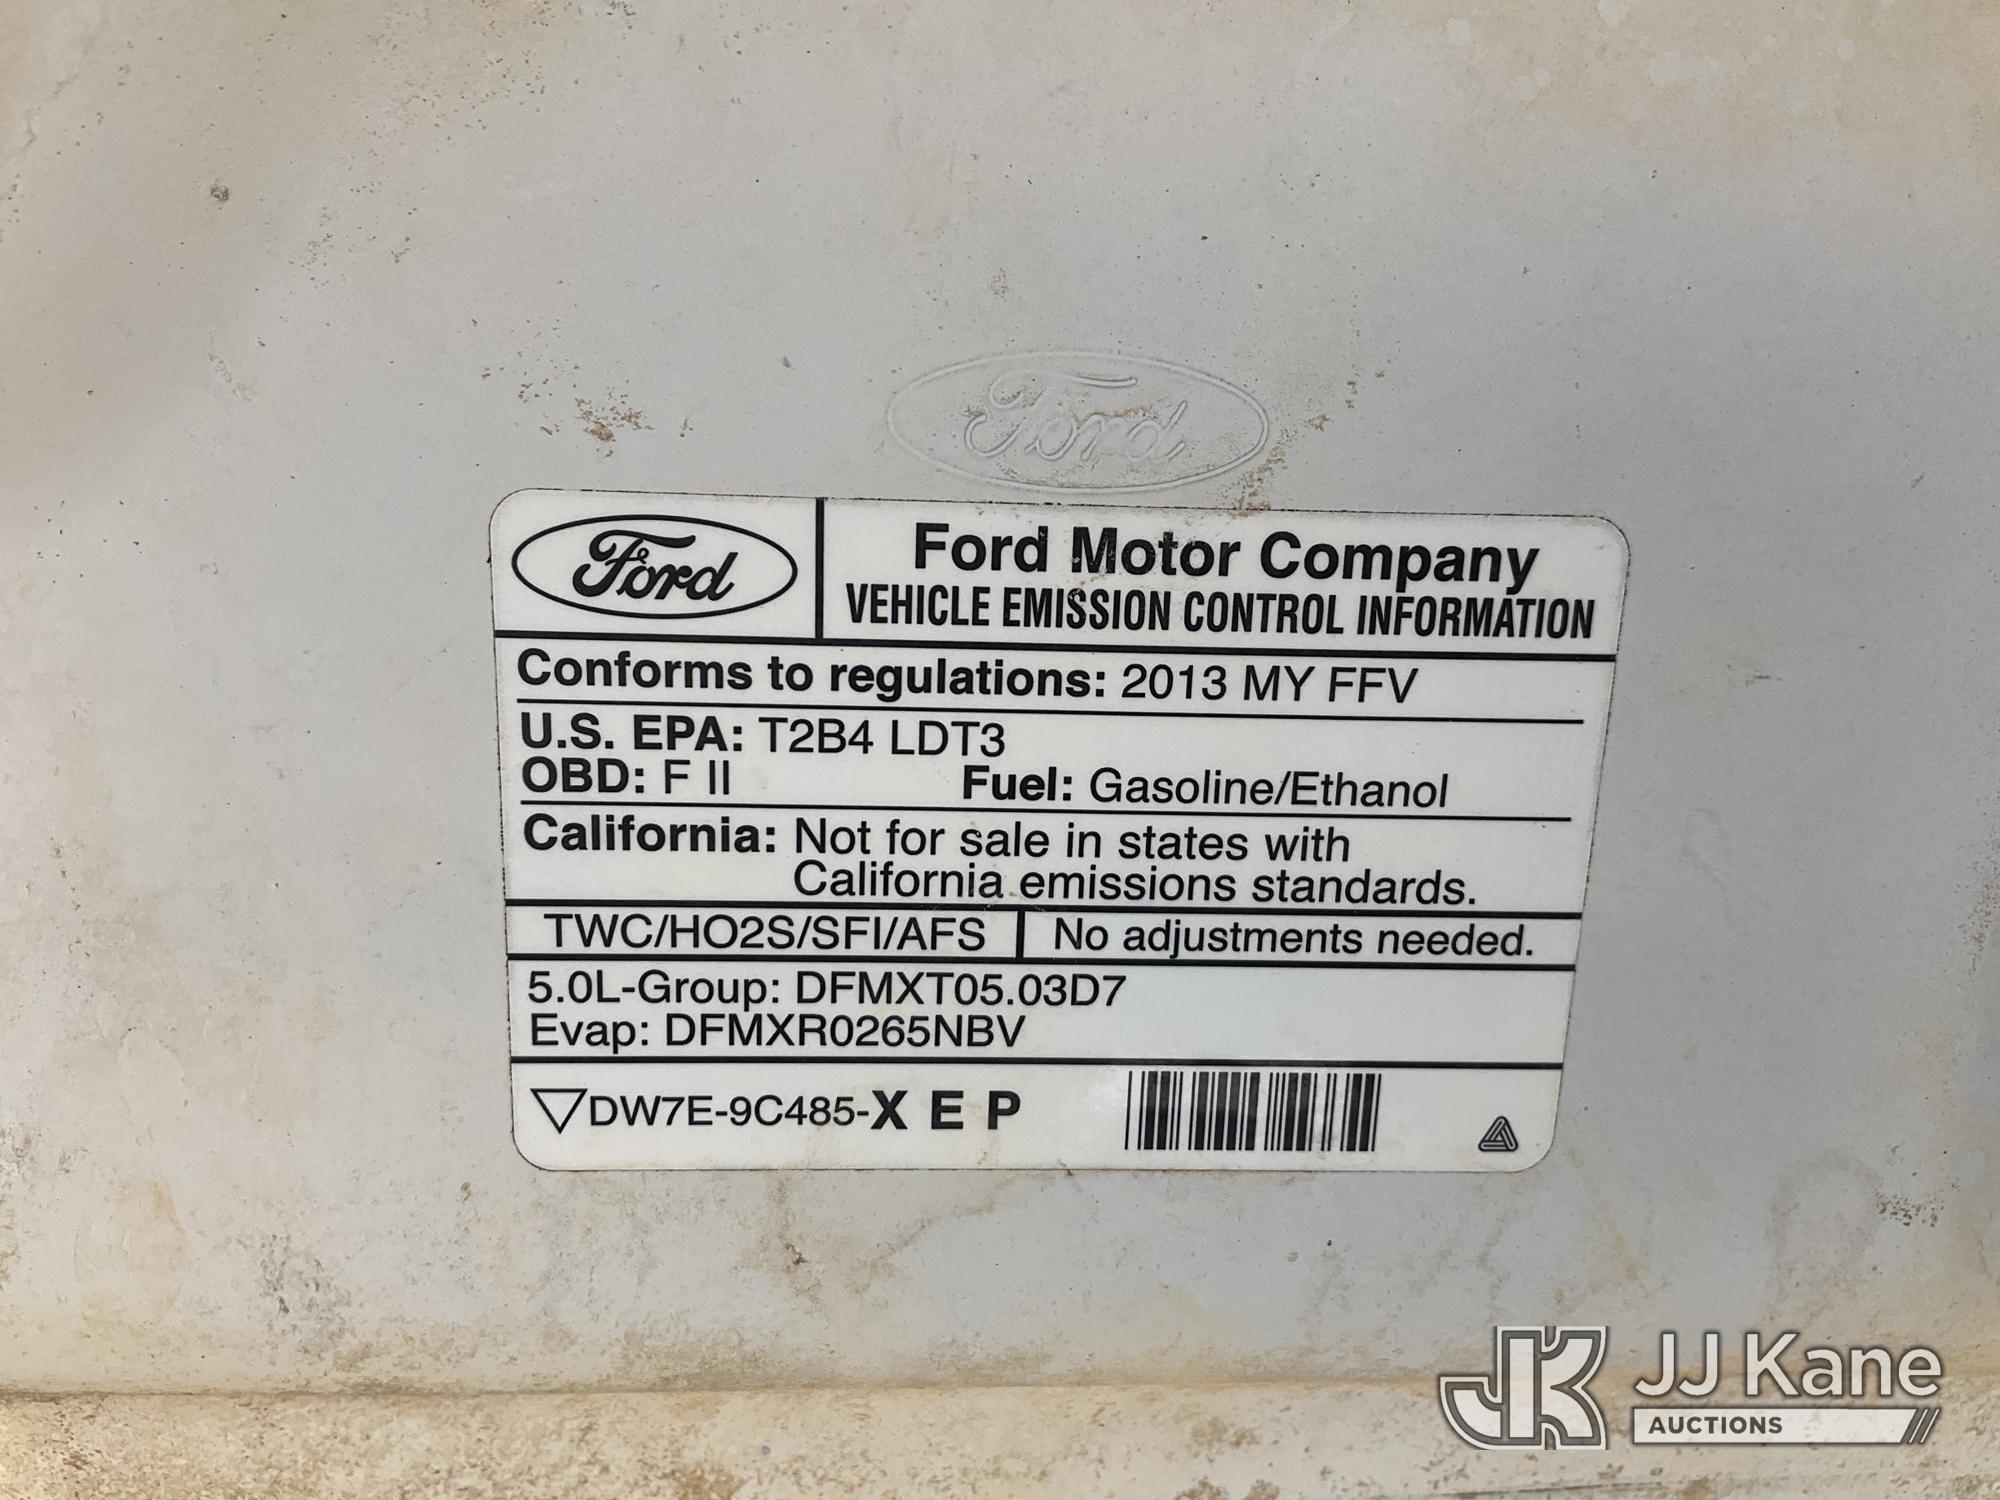 Ford
Ford
Ford Motor Company
VEHICLE EMISSION CONTROL INFORMATION
Conforms to regulations: 2013 MY FFV
U.S. EPA: T2B4 LDT3
OBD: F II Fuel: Gasoline/Ethanol
California: Not for sale in states with
California emissions standards.
TWC/HO2S/SFI/AFS No adjustments needed.
5.0L-Group: DFMXT05.03D7
Evap: DFMXR0265NBV
▽DW7E-9C485-X E P
JK JJ Kane
AUCTIONS